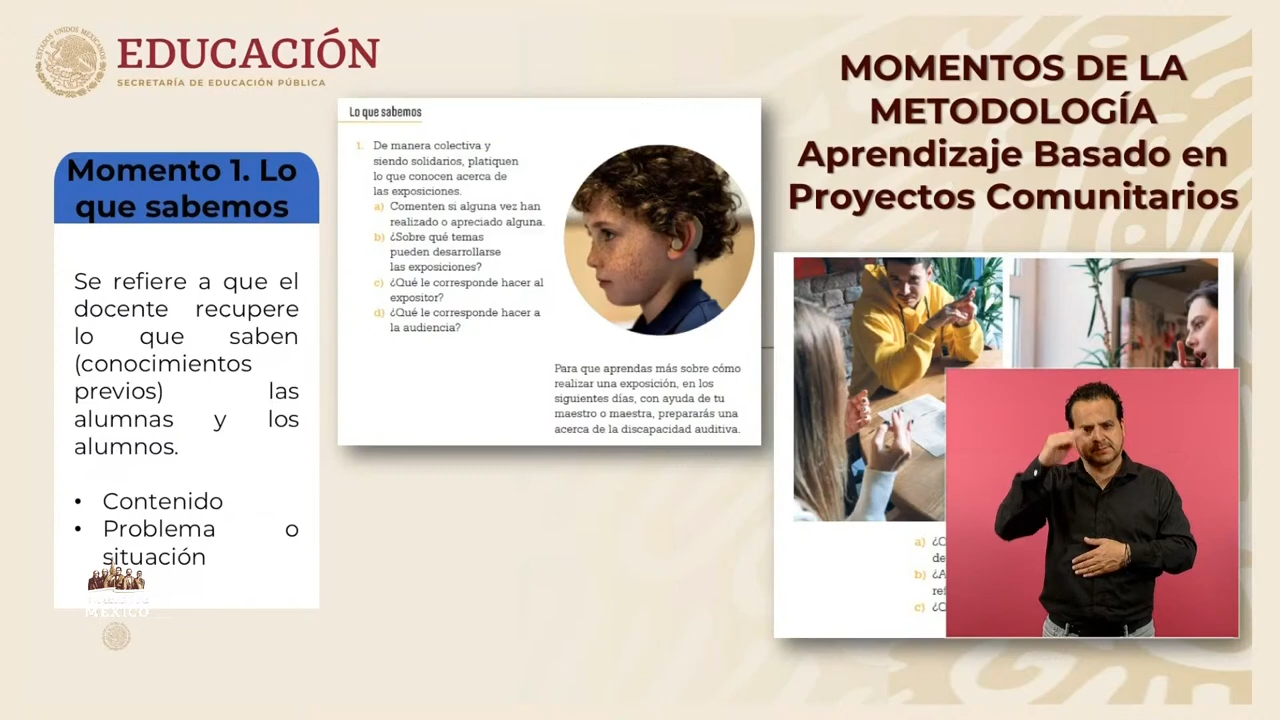 ESTADOS UNIDOS MEXICANOS
EDUCACIÓN
SECRETARÍA DE EDUCACIÓN PÚBLICA
MOMENTOS DE LA
METODOLOGÍA
Aprendizaje Basado en
Proyectos Comunitarios
Momento 1. Lo
que sabemos
Se refiere a que el
docente recupere
lo que saben
(conocimientos
previos) las
alumnas y los
alumnos.
• Contenido
• Problema o
situación
MÉXICO
Lo que sabemos
1. De manera colectiva y
siendo solidarios, platiquen
lo que conocen acerca de
las exposiciones.
a) Comenten si alguna vez han
realizado o apreciado alguna.
b) ¿Sobre qué temas
pueden desarrollarse
las exposiciones?
c) ¿Qué le corresponde hacer al
expositor?
d) ¿Qué le corresponde hacer a
la audiencia?
Para que aprendas más sobre cómo
realizar una exposición, en los
siguientes días, con ayuda de tu
maestro o maestra, prepararás una
acerca de la discapacidad auditiva.
a)
b)
c)